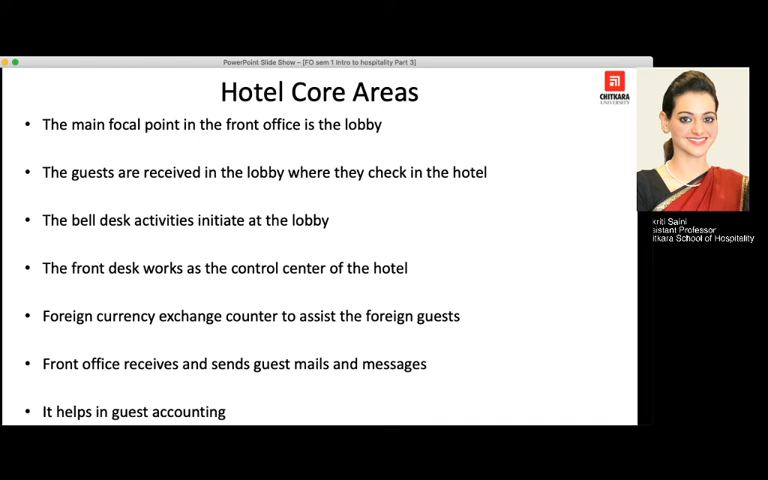 PowerPoint Slide Show – [FO sem 1 Intro to hospitality Part 3]
Hotel Core Areas
CHITKARA
UNIVERSITY
• The main focal point in the front office is the lobby
• The guests are received in the lobby where they check in the hotel
• The bell desk activities initiate at the lobby
• The front desk works as the control center of the hotel
• Foreign currency exchange counter to assist the foreign guests
• Front office receives and sends guest mails and messages
• It helps in guest accounting
kriti Saini
sistant Professor
itkara School of Hospitality